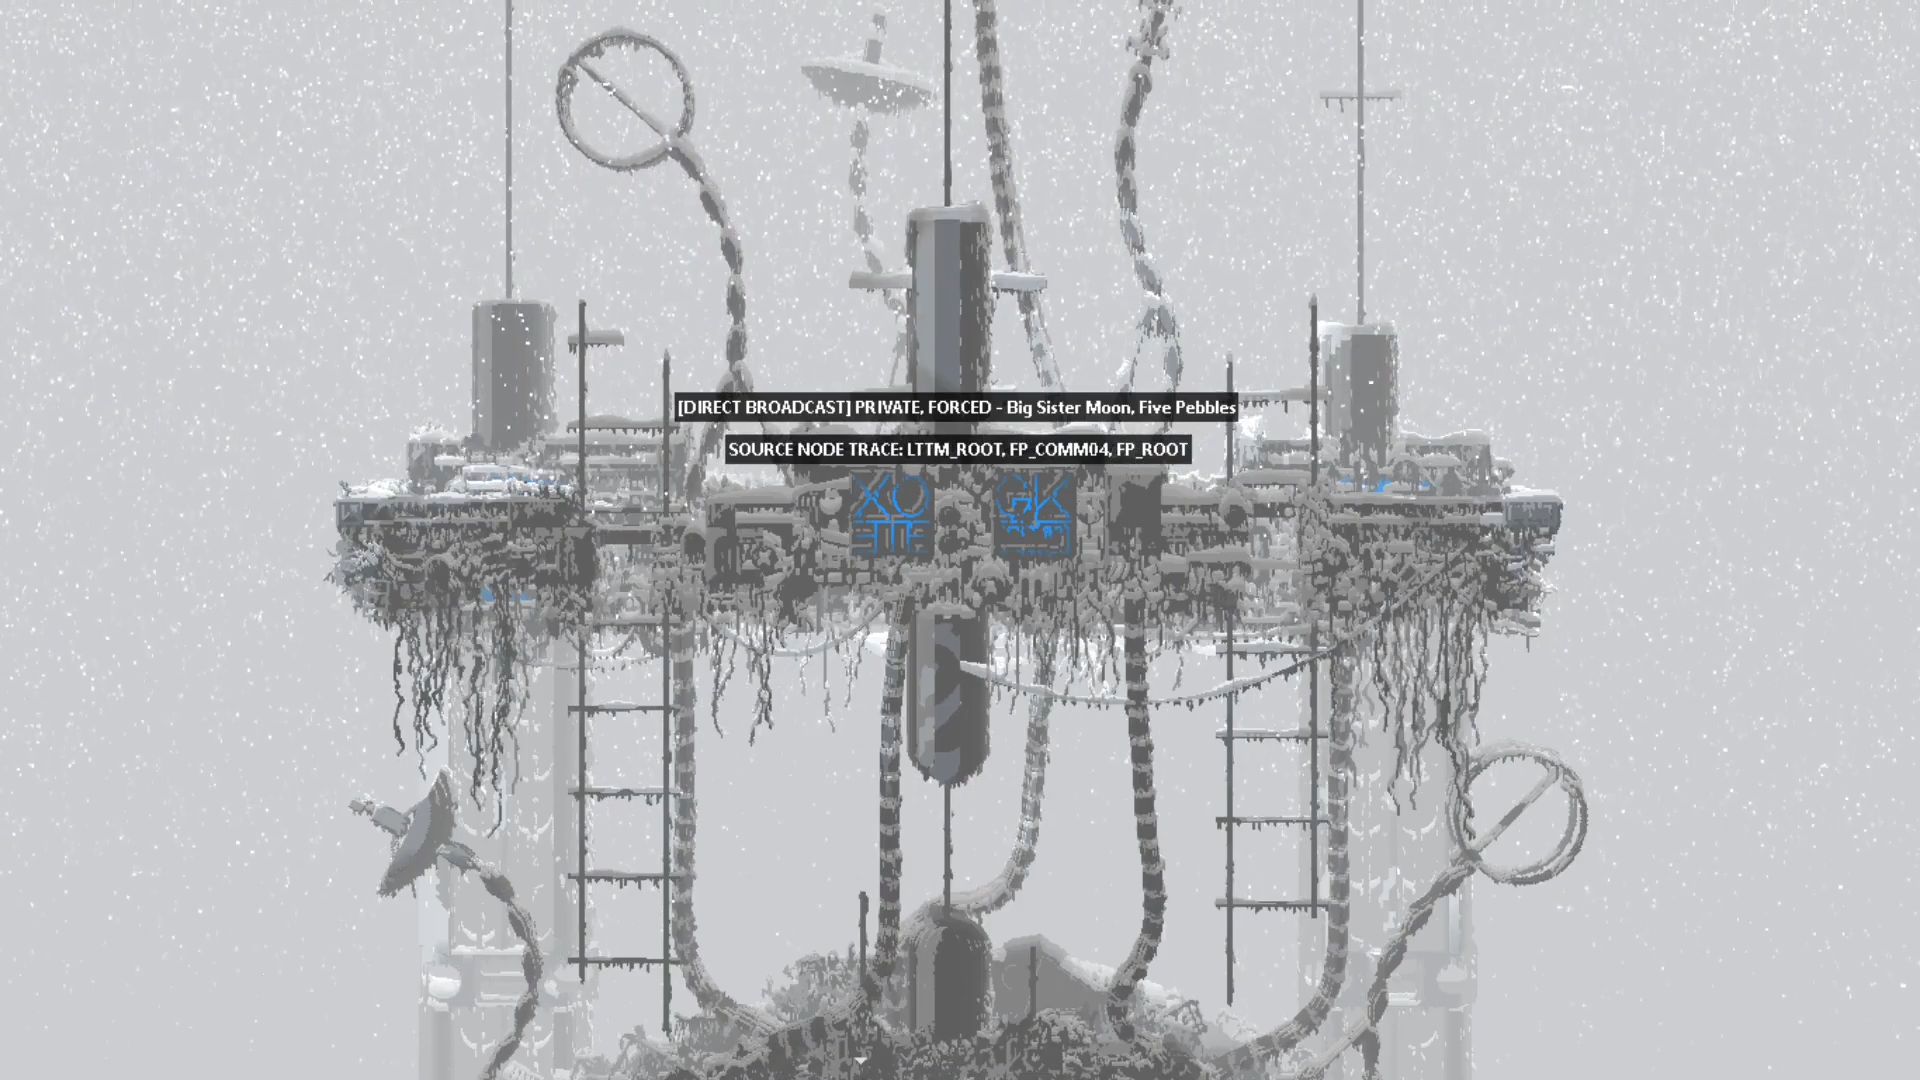 [DIRECT BROADCAST] PRIVATE, FORCED - Big Sister Moon, Five Pebbles
SOURCE NODE TRACE: LTTM_ROOT, FP_COMM04, FP_ROOT